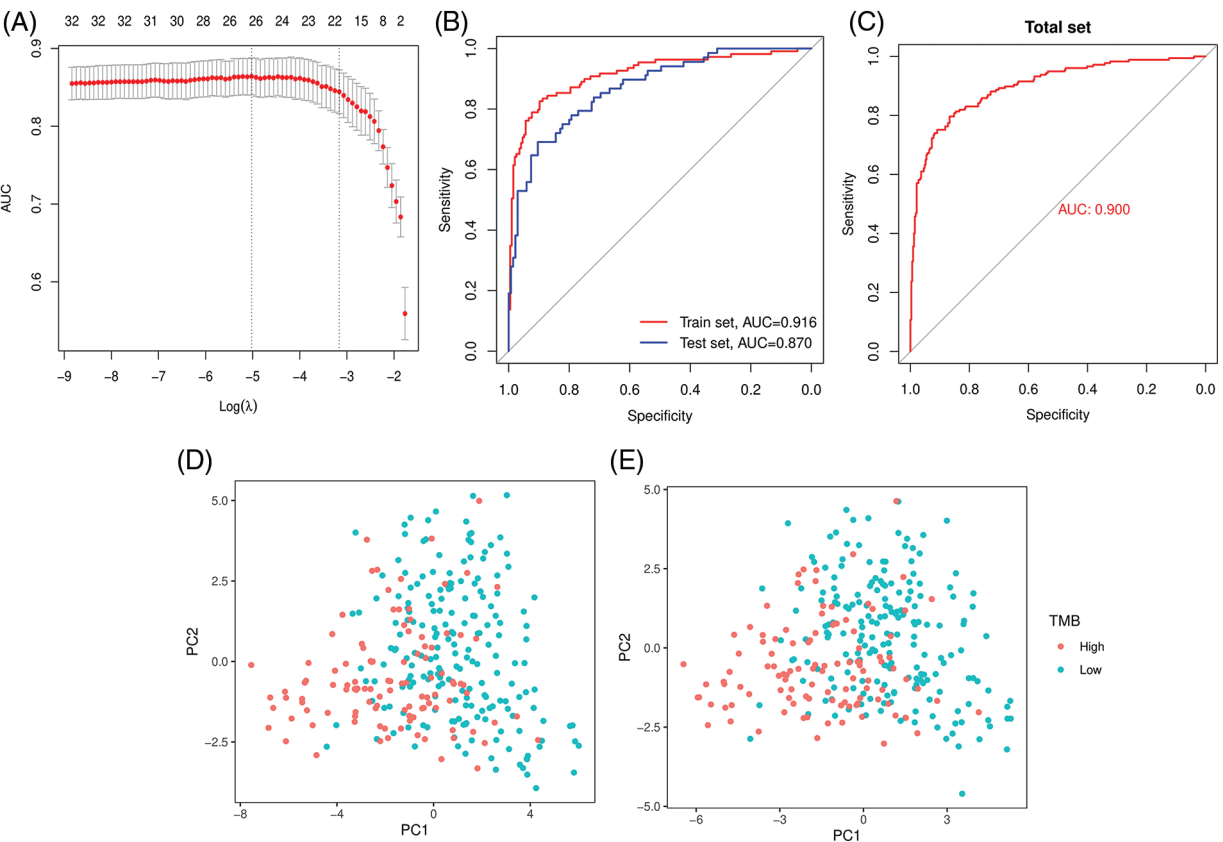 (A)
32 32 32 31 30 28 26 26 24 23 22 15 8 2
0.9
0.8
0.7
0.6
AUC
−9 −8 −7 −6 −5 −4 −3 −2
Log(λ)
(B)
1.0
0.8
0.6
0.4
0.2
0.0
Sensitivity
Train set, AUC=0.916
Test set, AUC=0.870
1.0 0.8 0.6 0.4 0.2 0.0
Specificity
(C)
Total set
1.0
0.8
0.6
0.4
0.2
0.0
Sensitivity
AUC: 0.900
1.0 0.8 0.6 0.4 0.2 0.0
Specificity
(D)
5.0
2.5
0.0
−2.5
PC2
−8 −4 0 4
PC1
(E)
5.0
2.5
0.0
−2.5
−5.0
PC2
−6 −3 0 3
PC1
TMB
High
Low